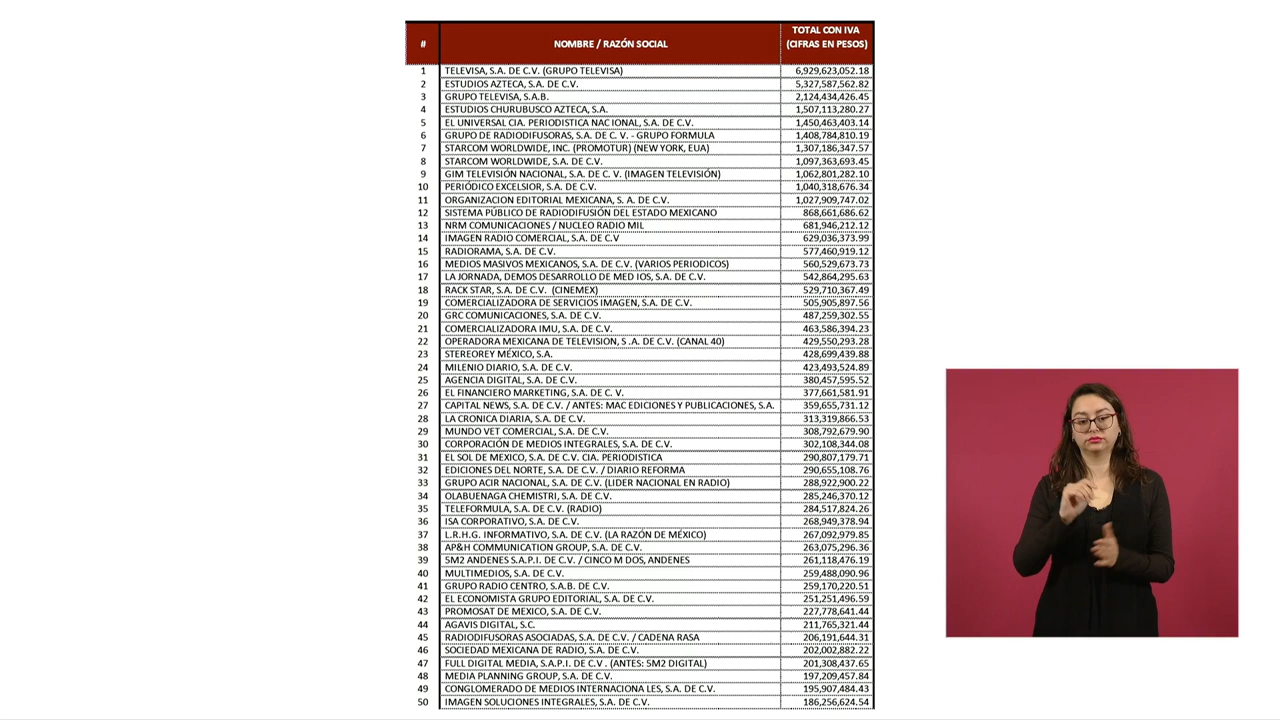 # NOMBRE / RAZÓN SOCIAL TOTAL CON IVA (CIFRAS EN PESOS)
1 TELEVISA, S.A. DE C.V. (GRUPO TELEVISA) 6,929,623,052.18
2 ESTUDIOS AZTECA, S.A. DE C.V. 5,327,587,562.82
3 GRUPO TELEVISA, S.A.B. 2,124,434,426.45
4 ESTUDIOS CHURUBUSCO AZTECA, S.A. 1,507,113,280.27
5 EL UNIVERSAL CIA. PERIODISTICA NAC IONAL, S.A. DE C.V. 1,450,463,403.14
6 GRUPO DE RADIODIFUSORAS, S.A. DE C. V. - GRUPO FORMULA 1,408,784,810.19
7 STARCOM WORLDWIDE, INC. (PROMOTUR) (NEW YORK, EUA) 1,307,186,347.57
8 STARCOM WORLDWIDE, S.A. DE C.V. 1,097,363,693.45
9 GIM TELEVISIÓN NACIONAL, S.A. DE C. V. (IMAGEN TELEVISIÓN) 1,062,801,282.10
10 PERIÓDICO EXCELSIOR, S.A. DE C.V. 1,040,318,676.34
11 ORGANIZACION EDITORIAL MEXICANA, S. A. DE C.V. 1,027,909,747.02
12 SISTEMA PÚBLICO DE RADIODIFUSIÓN DEL ESTADO MEXICANO 868,661,686.62
13 NRM COMUNICACIONES / NUCLEO RADIO MIL 681,946,212.12
14 IMAGEN RADIO COMERCIAL, S.A. DE C.V 629,036,373.99
15 RADIORAMA, S.A. DE C.V. 577,460,919.12
16 MEDIOS MASIVOS MEXICANOS, S.A. DE C.V. (VARIOS PERIODICOS) 560,529,673.73
17 LA JORNADA, DEMOS DESARROLLO DE MED IOS, S.A. DE C.V. 542,864,295.63
18 RACK STAR, S.A. DE C.V. (CINEMEX) 529,710,367.49
19 COMERCIALIZADORA DE SERVICIOS IMAGEN, S.A. DE C.V. 505,905,897.56
20 GRC COMUNICACIONES, S.A. DE C.V. 487,259,302.55
21 COMERCIALIZADORA IMU, S.A. DE C.V. 463,586,394.23
22 OPERADORA MEXICANA DE TELEVISION, S .A. DE C.V. (CANAL 40) 429,550,293.28
23 STEREOREY MÉXICO, S.A. 428,699,439.88
24 MILENIO DIARIO, S.A. DE C.V. 423,493,524.89
25 AGENCIA DIGITAL, S.A. DE C.V. 380,457,595.52
26 EL FINANCIERO MARKETING, S.A. DE C. V. 377,661,581.91
27 CAPITAL NEWS, S.A. DE C.V. / ANTES: MAC EDICIONES Y PUBLICACIONES, S.A. 359,655,731.12
28 LA CRONICA DIARIA, S.A. DE C.V. 313,319,866.53
29 MUNDO VET COMERCIAL, S.A. DE C.V. 308,792,679.90
30 CORPORACIÓN DE MEDIOS INTEGRALES, S.A. DE C.V. 302,108,344.08
31 EL SOL DE MEXICO, S.A. DE C.V. CIA. PERIODISTICA 290,807,179.71
32 EDICIONES DEL NORTE, S.A. DE C.V. / DIARIO REFORMA 290,655,108.76
33 GRUPO ACIR NACIONAL, S.A. DE C.V. (LIDER NACIONAL EN RADIO) 288,922,900.22
34 OLABUENAGA CHEMISTRI, S.A. DE C.V. 285,246,370.12
35 TELEFORMULA, S.A. DE C.V. (RADIO) 284,517,824.26
36 ISA CORPORATIVO, S.A. DE C.V. 268,949,378.94
37 L.R.H.G. INFORMATIVO, S.A. DE C.V. (LA RAZÓN DE MÉXICO) 267,092,979.85
38 AP&H COMMUNICATION GROUP, S.A. DE C.V. 263,075,296.36
39 5M2 ANDENES S.A.P.I. DE C.V. / CINCO M DOS, ANDENES 261,118,476.19
40 MULTIMEDIOS, S.A. DE C.V. 259,488,090.96
41 GRUPO RADIO CENTRO, S.A.B. DE C.V. 259,170,220.51
42 EL ECONOMISTA GRUPO EDITORIAL, S.A. DE C.V. 251,251,496.59
43 PROMOSAT DE MEXICO, S.A. DE C.V. 227,778,641.44
44 AGAVIS DIGITAL, S.C. 211,765,321.44
45 RADIODIFUSORAS ASOCIADAS, S.A. DE C.V. / CADENA RASA 206,191,644.31
46 SOCIEDAD MEXICANA DE RADIO, S.A. DE C.V. 202,002,882.22
47 FULL DIGITAL MEDIA, S.A.P.I. DE C.V . (ANTES: 5M2 DIGITAL) 201,308,437.65
48 MEDIA PLANNING GROUP, S.A. DE C.V. 197,209,457.84
49 CONGLOMERADO DE MEDIOS INTERNACIONA LES, S.A. DE C.V. 195,907,484.43
50 IMAGEN SOLUCIONES INTEGRALES, S.A. DE C.V. 186,256,624.54